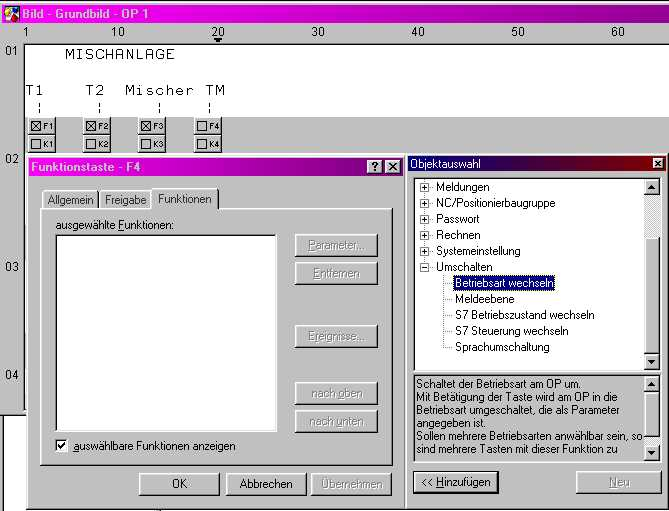 Bild - Grundbild - OP 1
1 10 20 30 40 50 60
01
MISCHANLAGE
T1 T2 Mischer TM
F1 F2 F3 F4
K1 K2 K3 K4
02
03
04
Funktionstaste - F4
Allgemein Freigabe Funktionen
ausgewählte Funktionen:
Parameter...
Entfernen
Ereignisse...
nach oben
nach unten
auswählbare Funktionen anzeigen
OK Abbrechen Übernehmen
Objektauswahl
Meldungen
NC/Positionierbaugruppe
Passwort
Rechnen
Systemeinstellung
Umschalten
Betriebsart wechseln
Meldeebene
S7 Betriebszustand wechseln
S7 Steuerung wechseln
Sprachumschaltung
Schaltet der Betriebsart am OP um.
Mit Betätigung der Taste wird am OP in die
Betriebsart umgeschaltet, die als Parameter
angegeben ist.
Sollen mehrere Betriebsarten anwählbar sein, so
sind mehrere Tasten mit dieser Funktion zu
<< Hinzufügen Neu